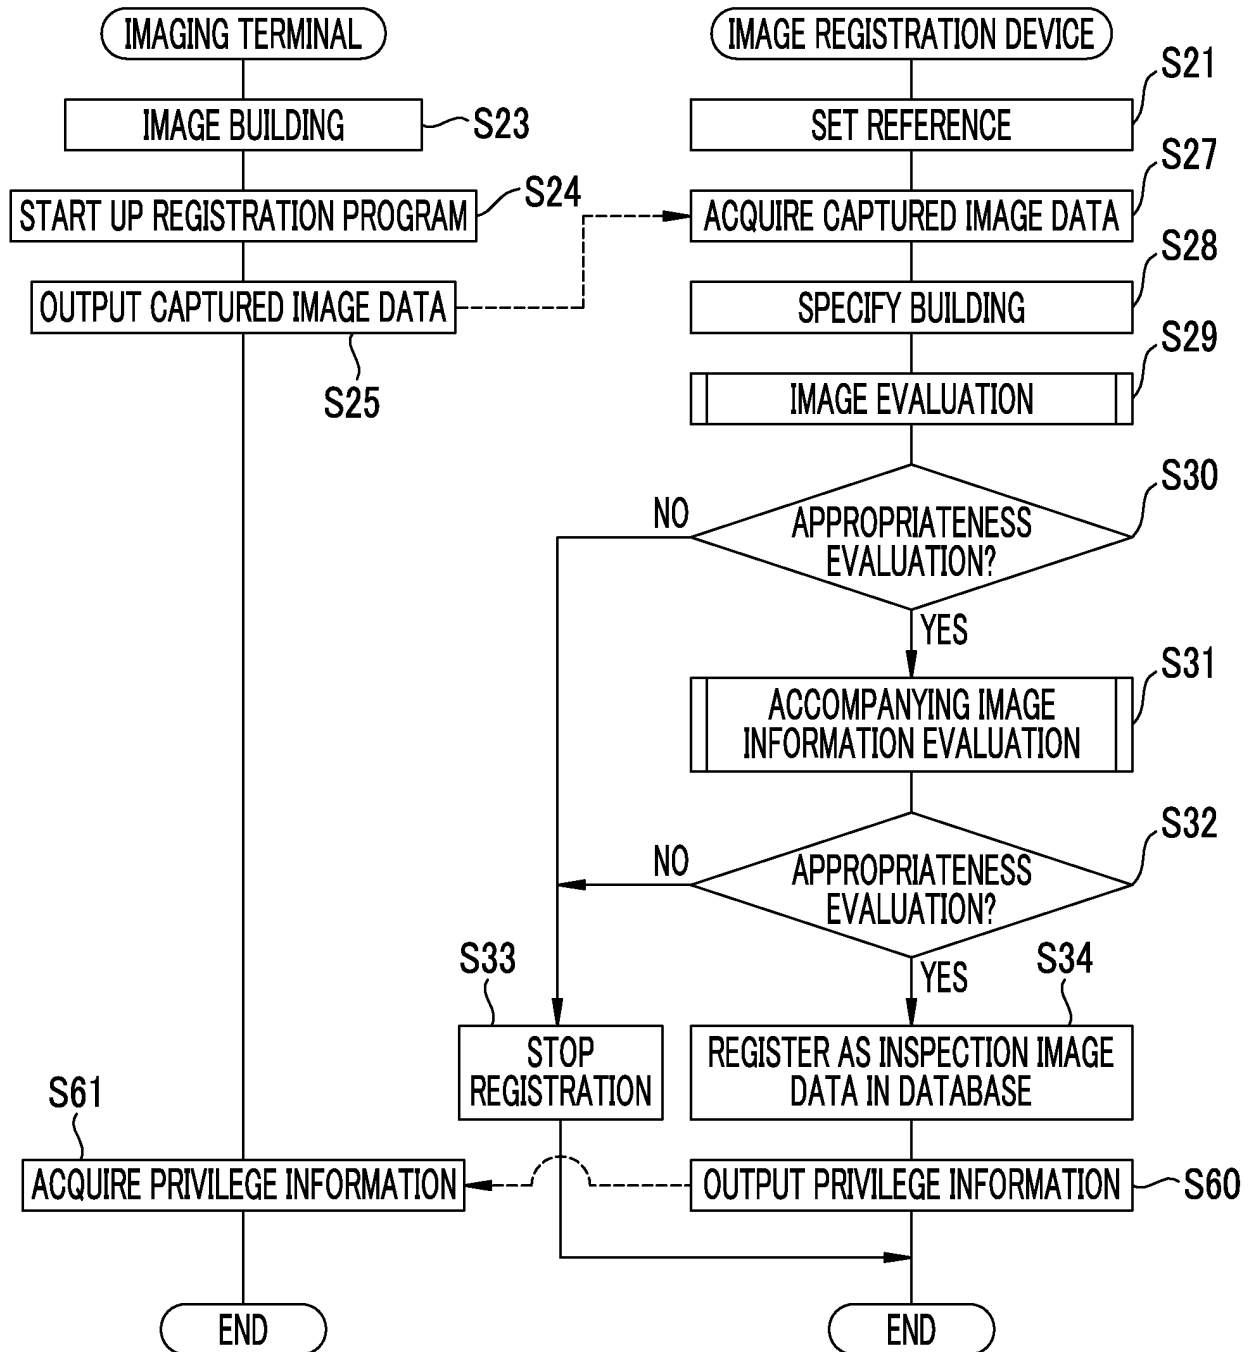 IMAGING TERMINAL
IMAGE REGISTRATION DEVICE
S21
IMAGE BUILDING
S23
SET REFERENCE
S27
START UP REGISTRATION PROGRAM
S24
ACQUIRE CAPTURED IMAGE DATA
S28
OUTPUT CAPTURED IMAGE DATA
SPECIFY BUILDING
S29
S25
IMAGE EVALUATION
S30
NO
APPROPRIATENESS
EVALUATION?
YES
S31
ACCOMPANYING IMAGE
INFORMATION EVALUATION
S32
NO
APPROPRIATENESS
EVALUATION?
YES
S33
S34
STOP
REGISTRATION
REGISTER AS INSPECTION IMAGE
DATA IN DATABASE
S61
ACQUIRE PRIVILEGE INFORMATION
OUTPUT PRIVILEGE INFORMATION
S60
END
END